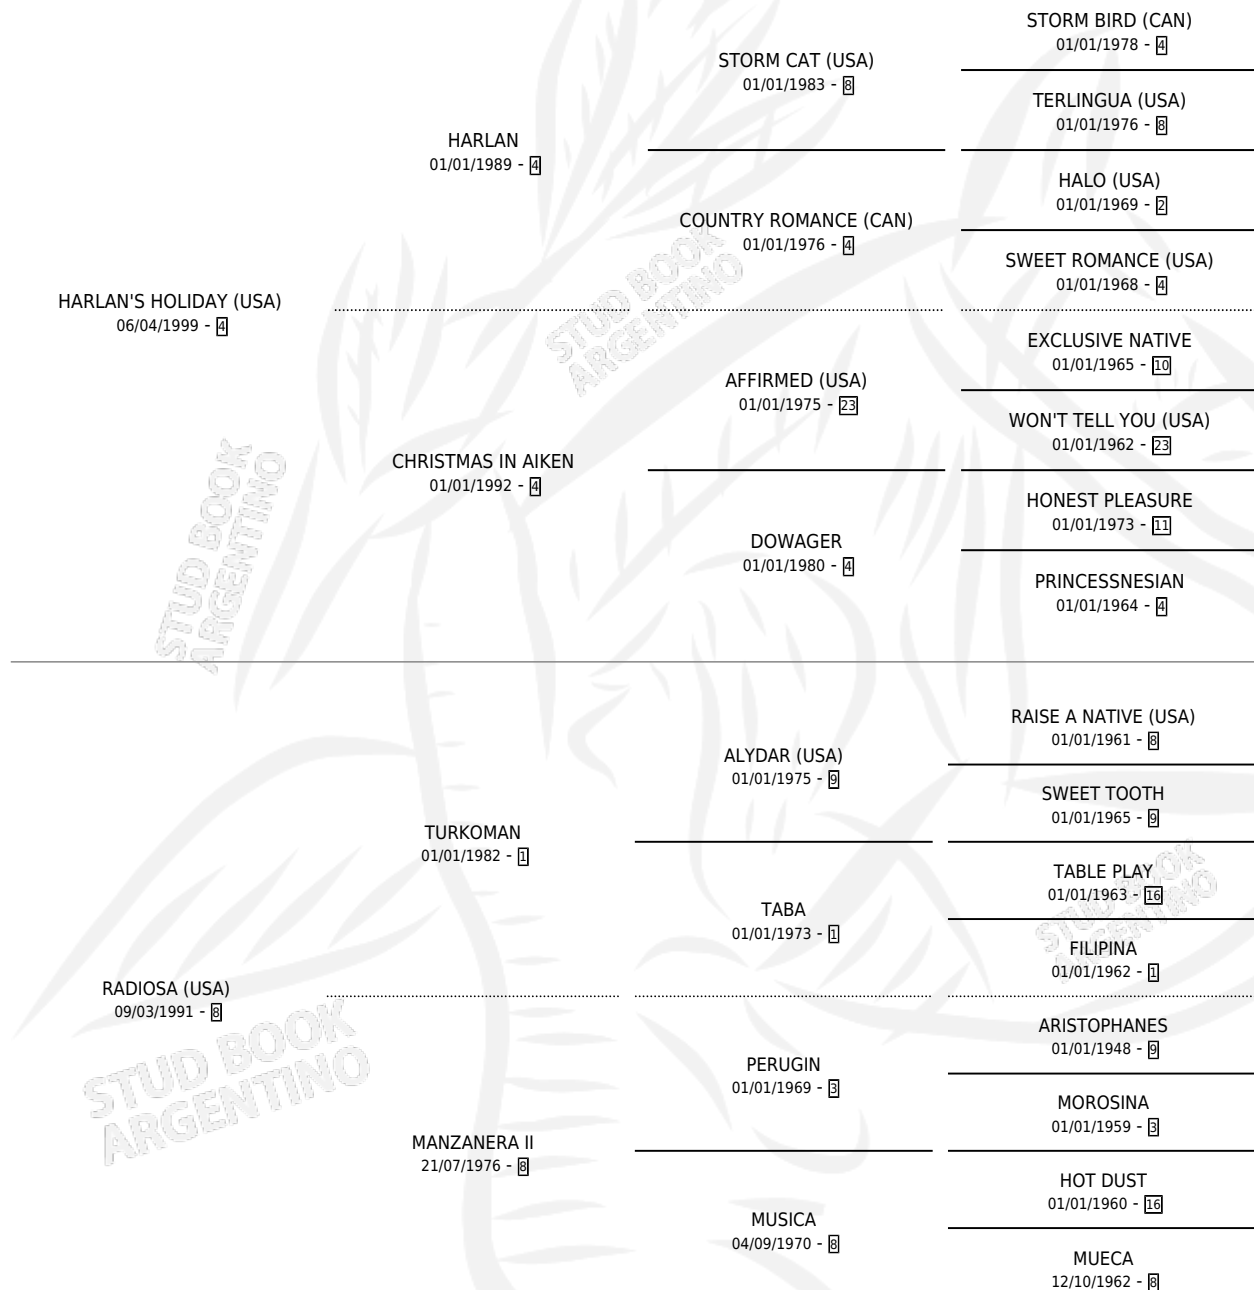 STORM BIRD (CAN)
01/01/1978 - 4
STORM CAT (USA)
01/01/1983 - 8
TERLINGUA (USA)
01/01/1976 - 8
HARLAN
01/01/1989 - 4
HALO (USA)
01/01/1969 - 2
COUNTRY ROMANCE (CAN)
01/01/1976 - 4
SWEET ROMANCE (USA)
01/01/1968 - 4
HARLAN'S HOLIDAY (USA)
06/04/1999 - 4
EXCLUSIVE NATIVE
01/01/1965 - 10
AFFIRMED (USA)
01/01/1975 - 23
WON'T TELL YOU (USA)
01/01/1962 - 23
CHRISTMAS IN AIKEN
01/01/1992 - 4
HONEST PLEASURE
01/01/1973 - 11
DOWAGER
01/01/1980 - 4
PRINCESSNESIAN
01/01/1964 - 4
RAISE A NATIVE (USA)
01/01/1961 - 8
ALYDAR (USA)
01/01/1975 - 9
SWEET TOOTH
01/01/1965 - 9
TURKOMAN
01/01/1982 - 1
TABLE PLAY
01/01/1963 - 16
TABA
01/01/1973 - 1
FILIPINA
01/01/1962 - 1
RADIOSA (USA)
09/03/1991 - 8
ARISTOPHANES
01/01/1948 - 9
PERUGIN
01/01/1969 - 3
MOROSINA
01/01/1959 - 3
MANZANERA II
21/07/1976 - 8
HOT DUST
01/01/1960 - 16
MUSICA
04/09/1970 - 8
MUECA
12/10/1962 - 8
STUD BOOK
ARGENTINO
STUD BOOK
ARGENTINO
STUD BOOK
ARGENTINO
STUD BOOK
ARGENTINO